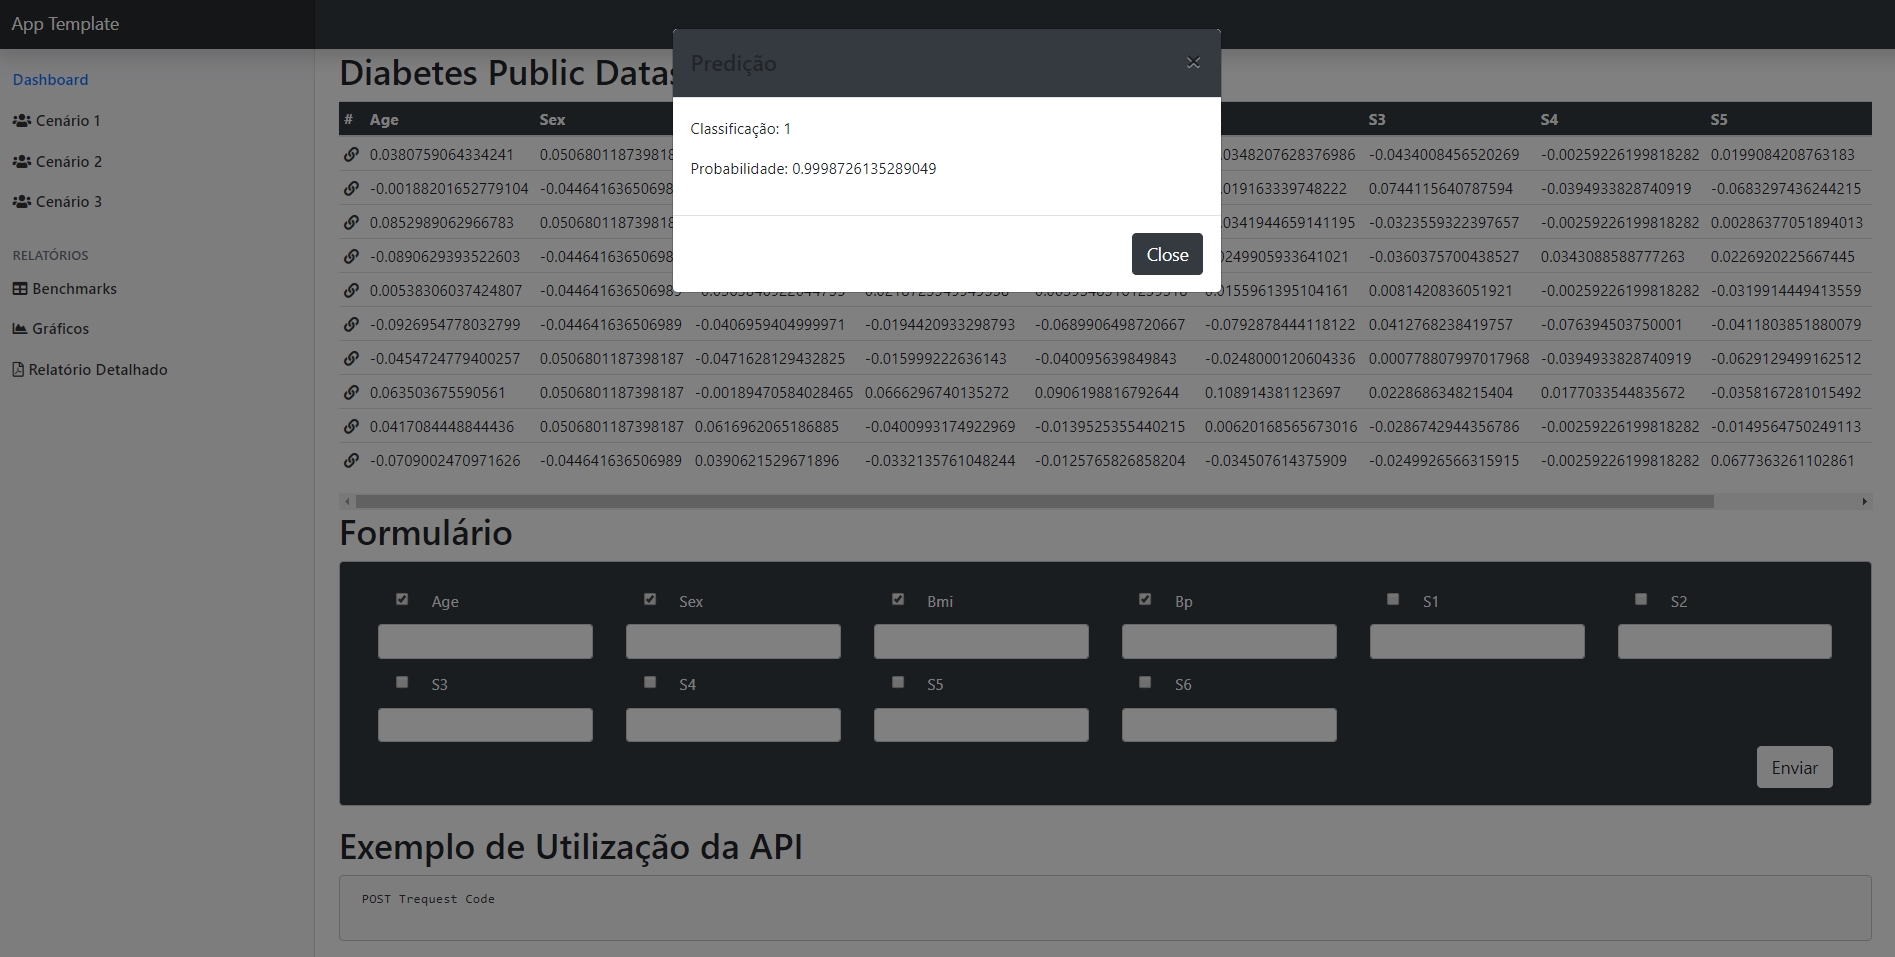 App Template
Dashboard
Cenário 1
Cenário 2
Cenário 3
RELATÓRIOS
Benchmarks
Gráficos
Relatório Detalhado
Predição ×
Classificação: 1
Probabilidade: 0.9998726135289049
Close
Diabetes Public Datas
# Age Sex S3 S4 S5
0.0380759064334241 0.050680118739818 .0348207628376986 -0.0434008456520269 -0.00259226199818282 0.0199084208763183
-0.00188201652779104 -0.04464163650698 .019163339748222 0.0744115640787594 -0.0394933828740919 -0.0683297436244215
0.0852989062966783 0.050680118739818 .0341944659141195 -0.0323559322397657 -0.00259226199818282 0.00286377051894013
-0.0890629393522603 -0.04464163650698 .0249905933641021 -0.0360375700438527 0.0343088588777263 0.0226920225667445
0.00538306037424807 -0.044641636506989 .0155961395104161 0.0081420836051921 -0.00259226199818282 -0.0319914449413559
-0.0926954778032799 -0.044641636506989 -0.0406959404999971 -0.0194420933298793 -0.0689906498720667 -0.0792878444118122 0.0412768238419757 -0.076394503750001 -0.0411803851880079
-0.0454724779400257 0.0506801187398187 -0.0471628129432825 -0.015999222636143 -0.040095639849843 -0.0248000120604336 0.000778807997017968 -0.0394933828740919 -0.0629129499162512
0.063503675590561 0.0506801187398187 -0.00189470584028465 0.0666296740135272 0.0906198816792644 0.108914381123697 0.0228686348215404 0.0177033544835672 -0.0358167281015492
0.0417084448844436 0.0506801187398187 0.0616962065186885 -0.0400993174922969 -0.0139525355440215 0.00620168565673016 -0.0286742944356786 -0.00259226199818282 -0.0149564750249113
-0.0709002470971626 -0.044641636506989 0.0390621529671896 -0.0332135761048244 -0.0125765826858204 -0.034507614375909 -0.0249926566315915 -0.00259226199818282 0.0677363261102861
Formulário
Age Sex Bmi Bp S1 S2
S3 S4 S5 S6
Enviar
Exemplo de Utilização da API
POST Trequest Code